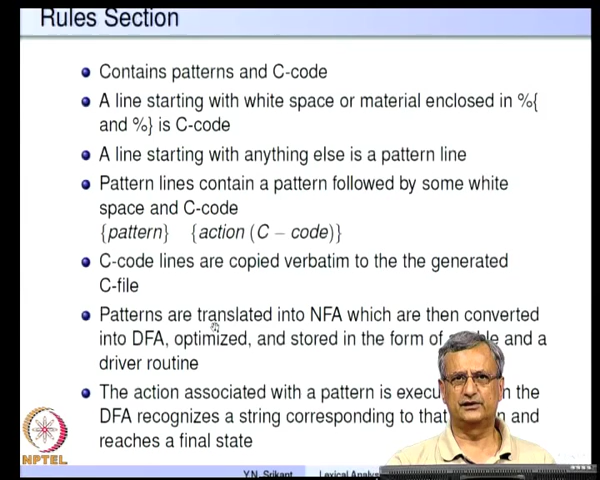 Rules Section
Contains patterns and C-code
A line starting with white space or material enclosed in %{
and %} is C-code
A line starting with anything else is a pattern line
Pattern lines contain a pattern followed by some white
space and C-code
{pattern} {action (C − code)}
C-code lines are copied verbatim to the the generated
C-file
Patterns are translated into NFA which are then converted
into DFA, optimized, and stored in the form of and a
driver routine
The action associated with a pattern is the
DFA recognizes a string corresponding to that and
reaches a final state
NPTEL
Y.N. Srikant Lexical